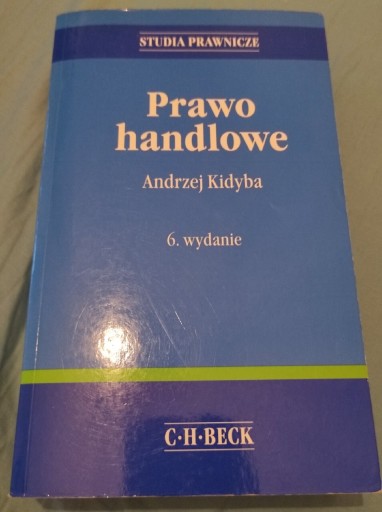 STUDIA PRAWNICZE
Prawo
handlowe
Andrzej Kidyba
6. wydanie
C·H·BECK